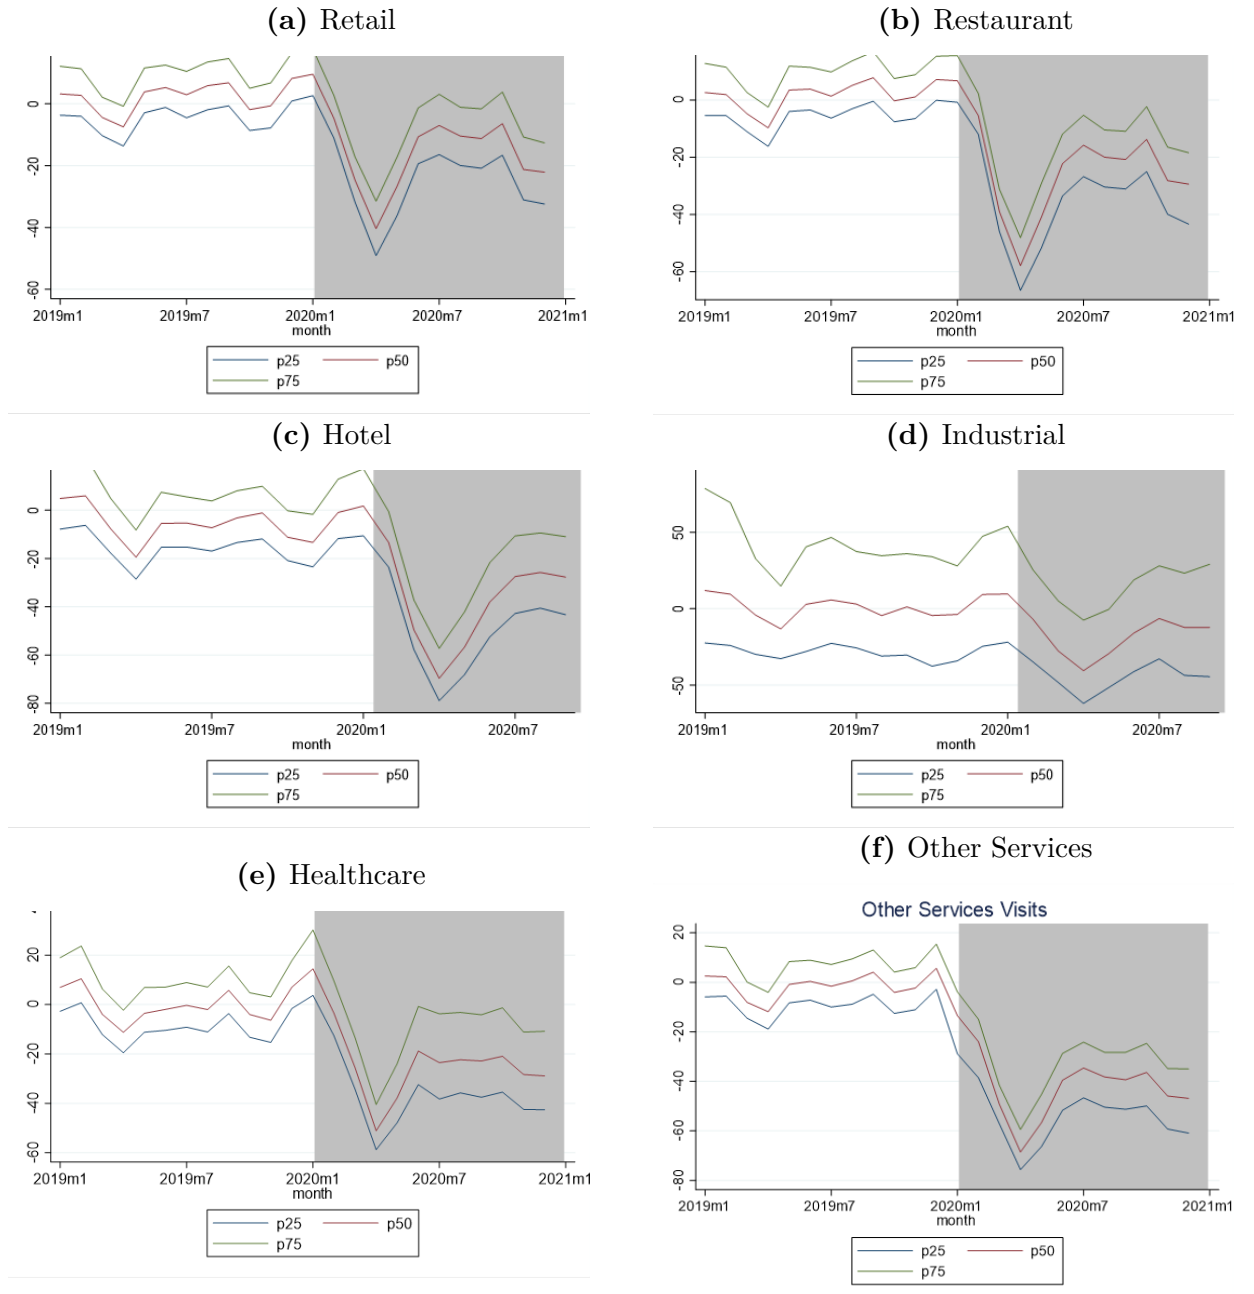 (a) Retail
0
-20
-40
-60
2019m1 2019m7 2020m1 2020m7 2021m1
month
p25 p50
p75
(b) Restaurant
0
-20
-40
-60
2019m1 2019m7 2020m1 2020m7 2021m1
month
p25 p50
p75
(c) Hotel
0
-20
-40
-60
-80
2019m1 2019m7 2020m1 2020m7
month
p25 p50
p75
(d) Industrial
50
0
-50
2019m1 2019m7 2020m1 2020m7
month
p25 p50
p75
(e) Healthcare
20
0
-20
-40
-60
2019m1 2019m7 2020m1 2020m7 2021m1
month
p25 p50
p75
(f) Other Services
Other Services Visits
20
0
-20
-40
-60
-80
2019m1 2019m7 2020m1 2020m7 2021m1
month
p25 p50
p75